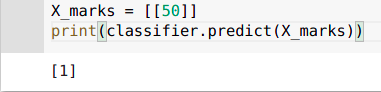 X_marks = [[50]]
print(classifier.predict(X_marks))
[1]